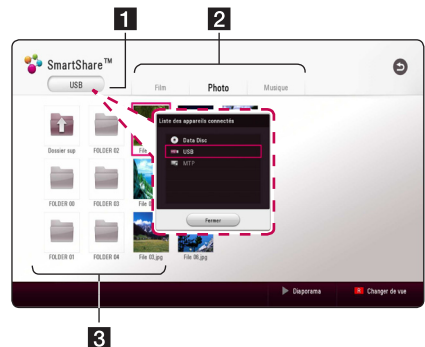 1
2
SmartShare™
USB
Film
Photo
Musique
Liste des appareils connectés
Data Disc
USB
MTP
Fermer
Dossier sup
FOLDER 02
File
FOLDER 00
FOLDER 03
File 0
FOLDER 01
FOLDER 04
File 03.jpg
File 06.jpg
Diaporama
R Changer de vue
3